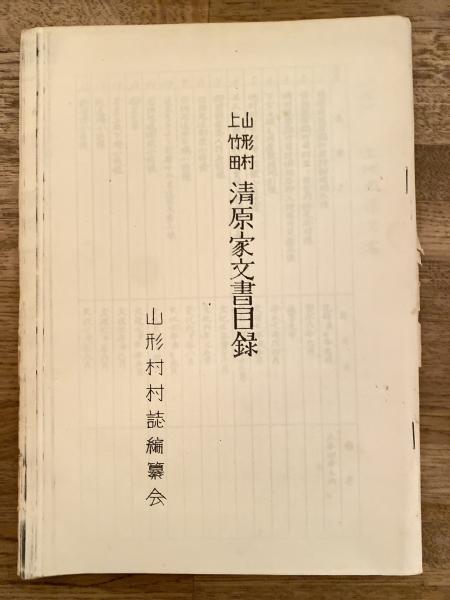 山形村
上竹田
清原家文書目録
山形村村誌編纂会